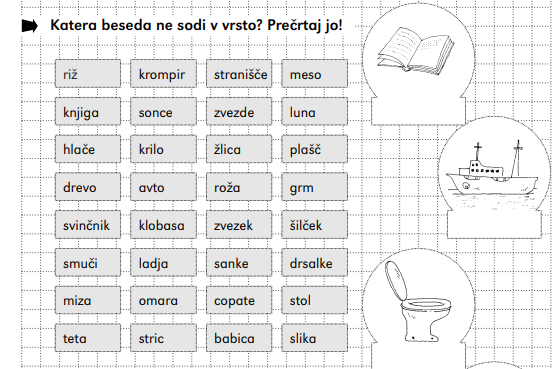 Katera beseda ne sodi v vrsto? Prečrtaj jo!
riž krompir stranišče meso
knjiga sonce zvezde luna
hlače krilo žlica plašč
drevo avto roža grm
svinčnik klobasa zvezek šilček
smuči ladja sanke drsalke
miza omara copate stol
teta stric babica slika